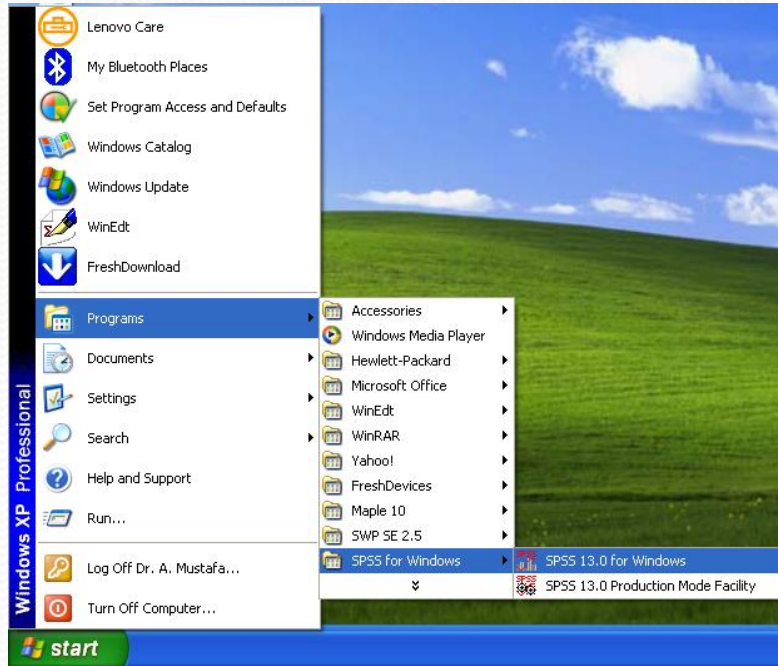 Lenovo Care
My Bluetooth Places
Set Program Access and Defaults
Windows Catalog
Windows Update
WinEdt
FreshDownload
Programs
Documents
Settings
Search
Help and Support
Run...
Log Off Dr. A. Mustafa...
Turn Off Computer...
Windows XP Professional
start
Accessories
Windows Media Player
Hewlett-Packard
Microsoft Office
WinEdt
WinRAR
Yahoo!
FreshDevices
Maple 10
SWP SE 2.5
SPSS for Windows
SPSS 13.0 for Windows
SPSS 13.0 Production Mode Facility